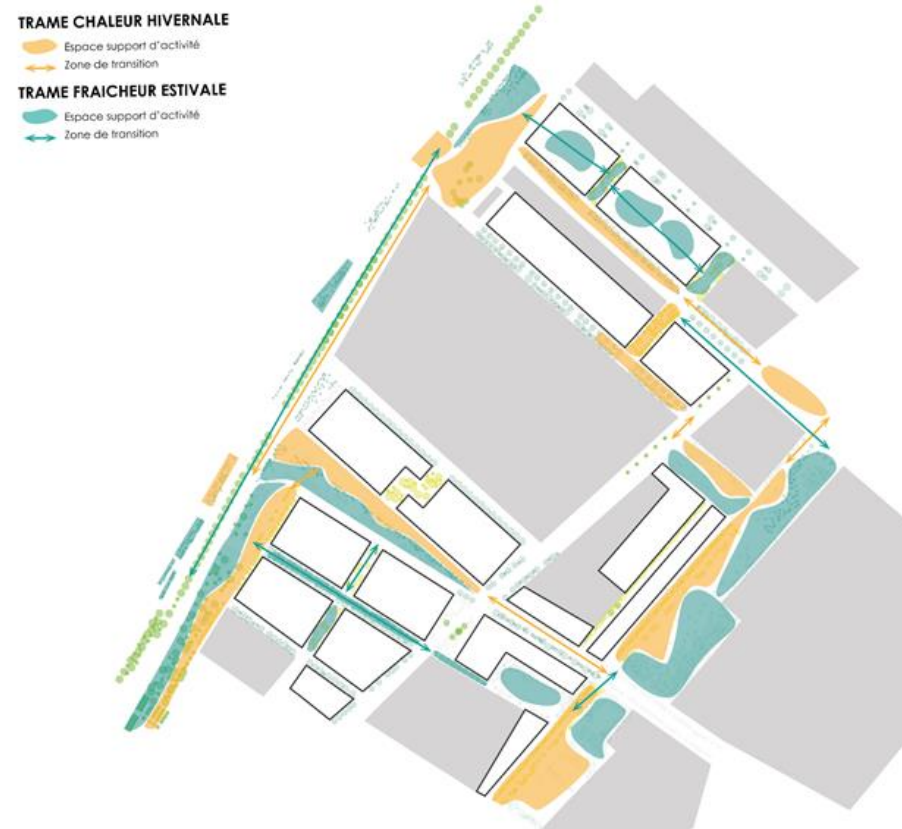 TRAME CHALEUR HIVERNALE
Espace support d'activité
Zone de transition
TRAME FRAICHEUR ESTIVALE
Espace support d'activité
Zone de transition